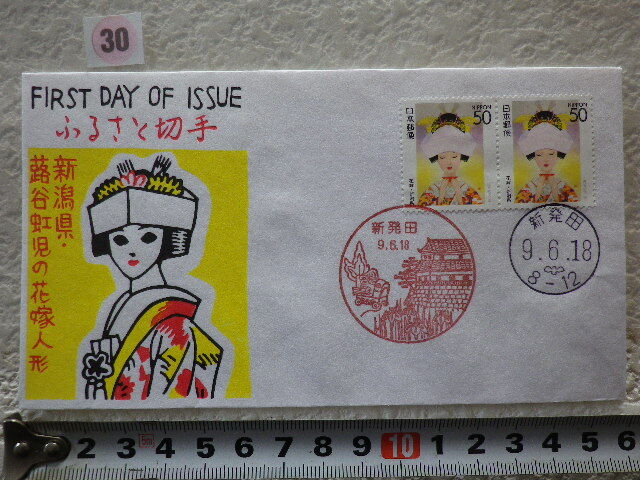 30
FIRST DAY OF ISSUE
ふるさと切手
新潟県・
蕗谷虹児の花嫁人形
日本郵便
NIPPON
50
日本郵便
NIPPON
50
新発田
9.6.18
新発田
9.6.18
8-12
2 3 4 5 6 7 8 9 10 1 2 3 4 5 6